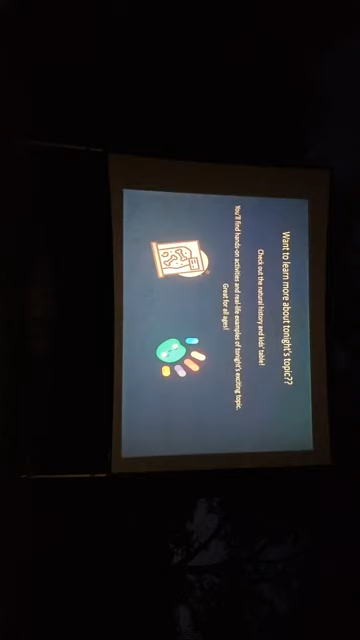 Want to learn more about tonight's topic??
Check out the natural history and kids' table!
You'll find hands-on activities and real-life examples of tonight's exciting topic.
Great for all ages!